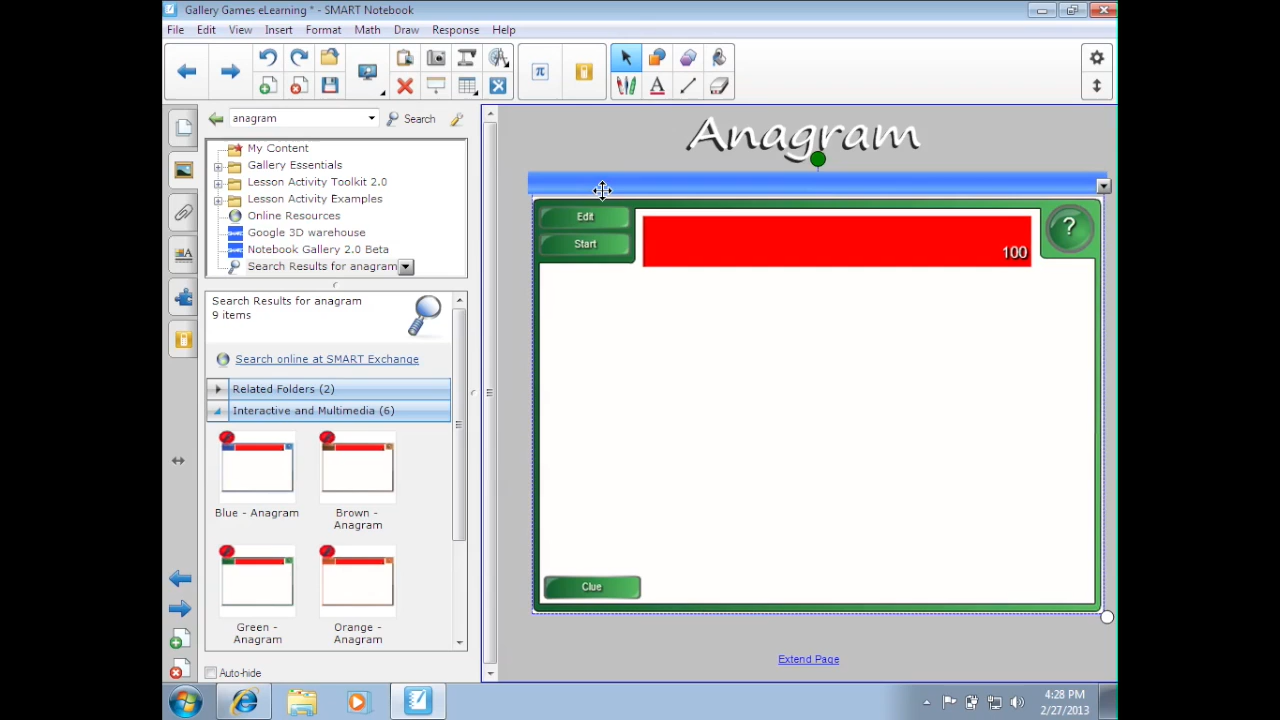 Gallery Games eLearning * - SMART Notebook
File Edit View Insert Format Math Draw Response Help
π
A
anagram
Search
My Content
Gallery Essentials
Lesson Activity Toolkit 2.0
Lesson Activity Examples
Online Resources
Google 3D warehouse
Notebook Gallery 2.0 Beta
Search Results for anagram
Search Results for anagram
9 items
Search online at SMART Exchange
Related Folders (2)
Interactive and Multimedia (6)
Blue - Anagram
Brown - Anagram
Green - Anagram
Orange - Anagram
Auto-hide
Anagram
Edit
Start
100
?
Clue
Extend Page
4:28 PM
2/27/2013